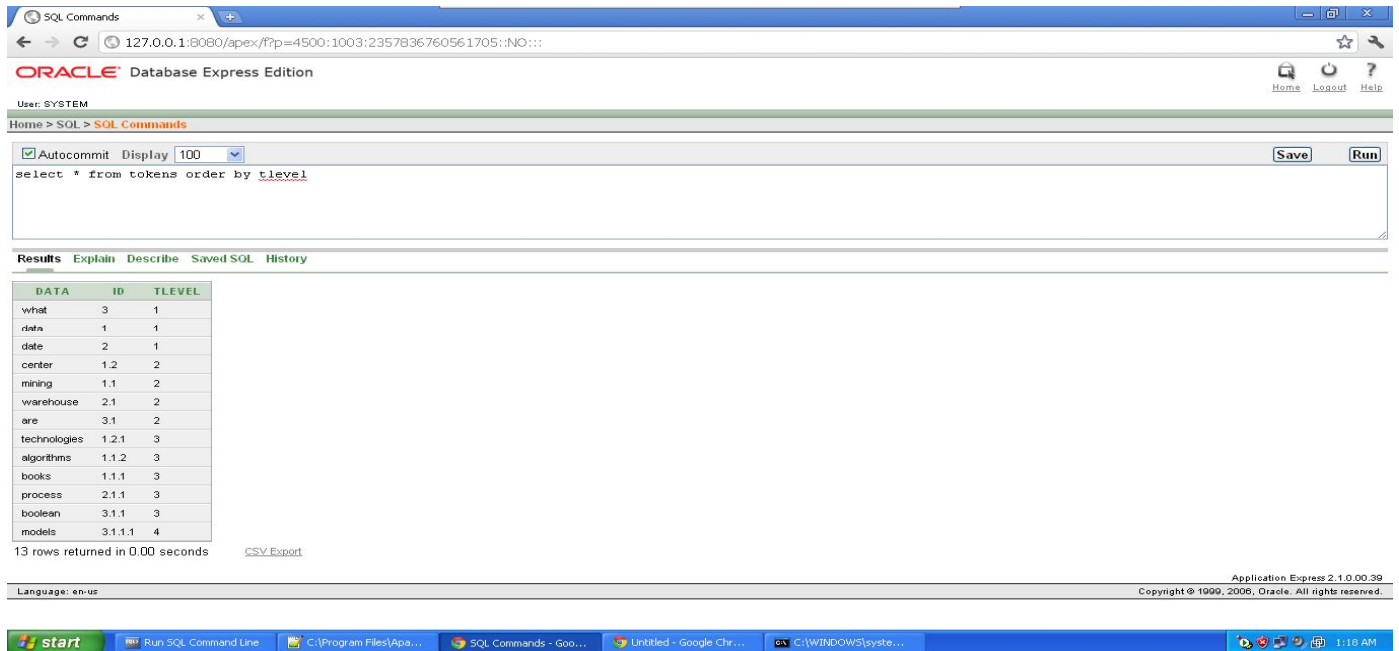 SQL Commands
127.0.0.1:8080/apex/f?p=4500:1003:2357836760561705::NO:::
ORACLE Database Express Edition
Home Logout Help
User: SYSTEM
Home > SQL > SQL Commands
Autocommit Display 100
Save Run
select * from tokens order by tlevel
Results Explain Describe Saved SQL History
DATA ID TLEVEL
what 3 1
data 1 1
date 2 1
center 1.2 2
mining 1.1 2
warehouse 2.1 2
are 3.1 2
technologies 1.2.1 3
algorithms 1.1.2 3
books 1.1.1 3
process 2.1.1 3
boolean 3.1.1 3
models 3.1.1.1 4
13 rows returned in 0.00 seconds CSV Export
Application Express 2.1.0.00.39
Language: en-us Copyright © 1999, 2006, Oracle. All rights reserved.
start Run SQL Command Line C:\Program Files\Apa... SQL Commands - Goo... Untitled - Google Chr... C:\WINDOWS\syste... 1:18 AM